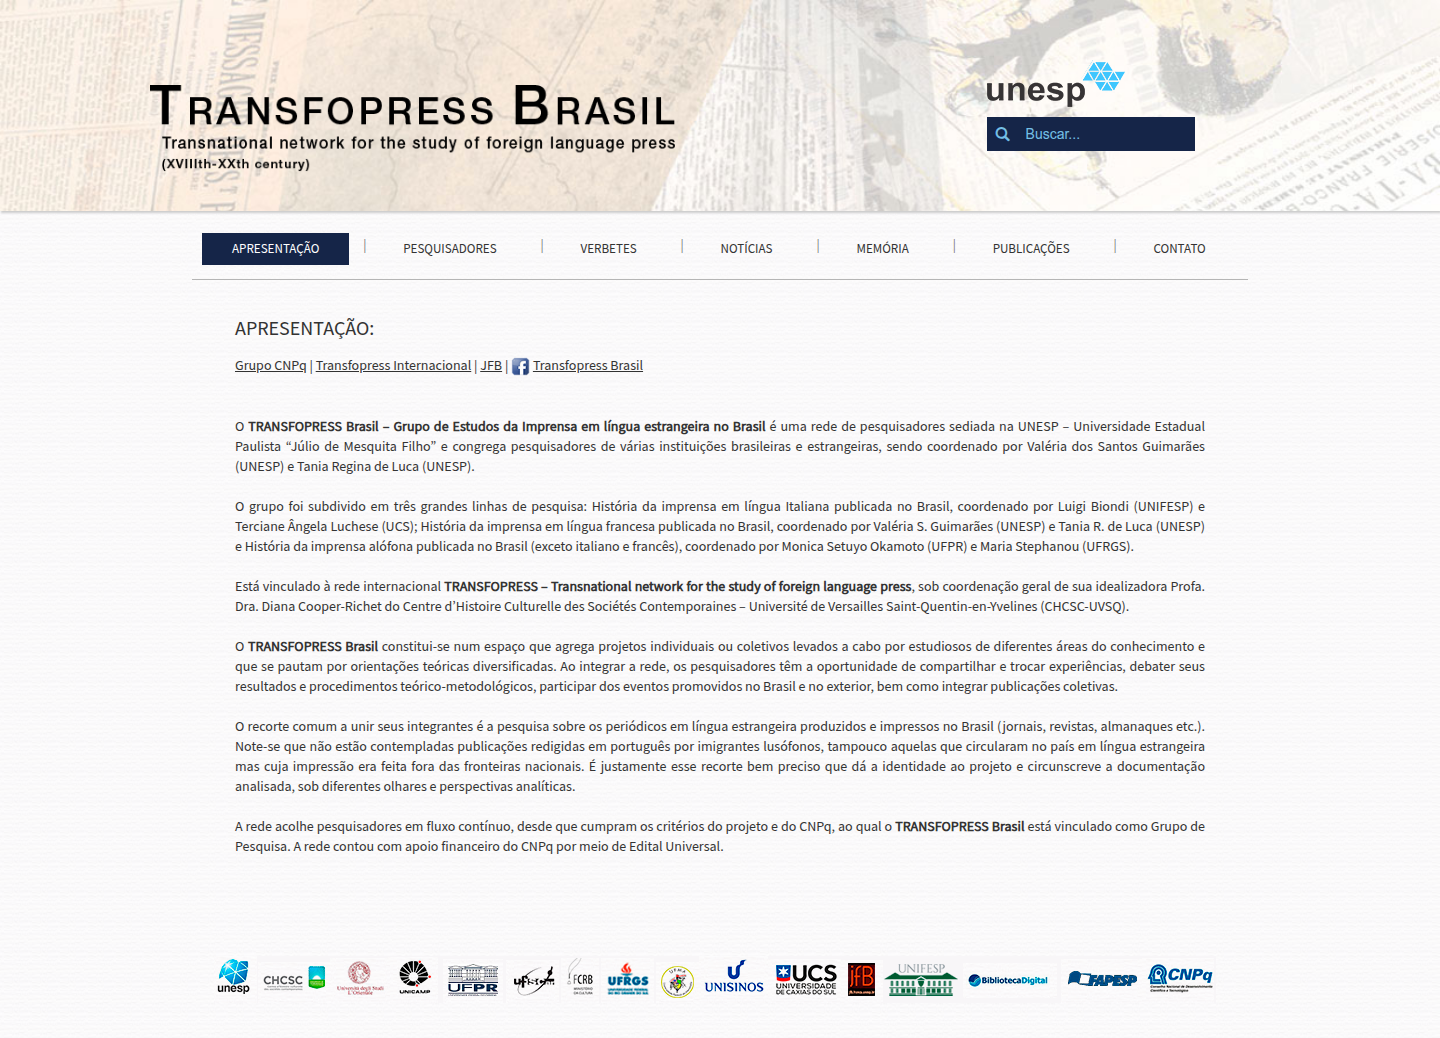 TRANSFOPRESS BRASIL
Transnational network for the study of foreign language press
(XVIIIth-XXth century)
unesp
Buscar...
APRESENTAÇÃO | PESQUISADORES | VERBETES | NOTÍCIAS | MEMÓRIA | PUBLICAÇÕES | CONTATO
APRESENTAÇÃO:
Grupo CNPq | Transfopress Internacional | JFB | Transfopress Brasil
O TRANSFOPRESS Brasil – Grupo de Estudos da Imprensa em língua estrangeira no Brasil é uma rede de pesquisadores sediada na UNESP – Universidade Estadual
Paulista “Júlio de Mesquita Filho” e congrega pesquisadores de várias instituições brasileiras e estrangeiras, sendo coordenado por Valéria dos Santos Guimarães
(UNESP) e Tania Regina de Luca (UNESP).
O grupo foi subdivido em três grandes linhas de pesquisa: História da imprensa em língua Italiana publicada no Brasil, coordenado por Luigi Biondi (UNIFESP) e
Terciane Ângela Luchese (UCS); História da imprensa em língua francesa publicada no Brasil, coordenado por Valéria S. Guimarães (UNESP) e Tania R. de Luca (UNESP)
e História da imprensa alófona publicada no Brasil (exceto italiano e francês), coordenado por Monica Setuyo Okamoto (UFPR) e Maria Stephanou (UFRGS).
Está vinculado à rede internacional TRANSFOPRESS – Transnational network for the study of foreign language press, sob coordenação geral de sua idealizadora Profa.
Dra. Diana Cooper-Richet do Centre d’Histoire Culturelle des Sociétés Contemporaines – Université de Versailles Saint-Quentin-en-Yvelines (CHCSC-UVSQ).
O TRANSFOPRESS Brasil constitui-se num espaço que agrega projetos individuais ou coletivos levados a cabo por estudiosos de diferentes áreas do conhecimento e
que se pautam por orientações teóricas diversificadas. Ao integrar a rede, os pesquisadores têm a oportunidade de compartilhar e trocar experiências, debater seus
resultados e procedimentos teórico-metodológicos, participar dos eventos promovidos no Brasil e no exterior, bem como integrar publicações coletivas.
O recorte comum a unir seus integrantes é a pesquisa sobre os periódicos em língua estrangeira produzidos e impressos no Brasil (jornais, revistas, almanaques etc.).
Note-se que não estão contempladas publicações redigidas em português por imigrantes lusófonos, tampouco aquelas que circularam no país em língua estrangeira
mas cuja impressão era feita fora das fronteiras nacionais. É justamente esse recorte bem preciso que dá a identidade ao projeto e circunscreve a documentação
analisada, sob diferentes olhares e perspectivas analíticas.
A rede acolhe pesquisadores em fluxo contínuo, desde que cumpram os critérios do projeto e do CNPq, ao qual o TRANSFOPRESS Brasil está vinculado como Grupo de
Pesquisa. A rede contou com apoio financeiro do CNPq por meio de Edital Universal.
unesp CHCSC UNICAMP UFPR FCRB UFRGS UNISINOS UCS UNIVERSIDADE DE CAXIAS DO SUL jfB UNIFESP BibliotecaDigital FAPESP CNPq